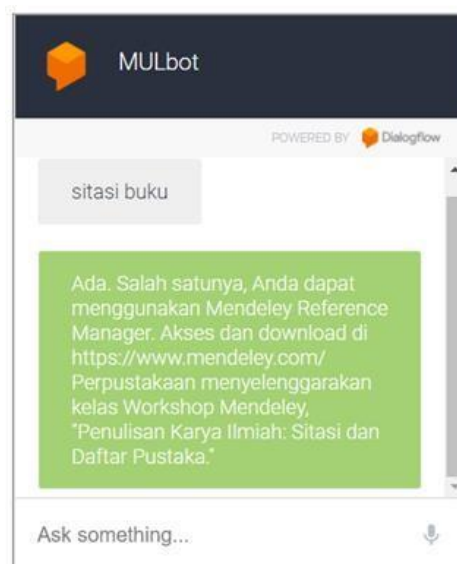 MULbot
POWERED BY Dialogflow
sitasi buku
Ada. Salah satunya, Anda dapat
menggunakan Mendeley Reference
Manager. Akses dan download di
https://www.mendeley.com/
Perpustakaan menyelenggarakan
kelas Workshop Mendeley,
"Penulisan Karya Ilmiah: Sitasi dan
Daftar Pustaka."
Ask something...